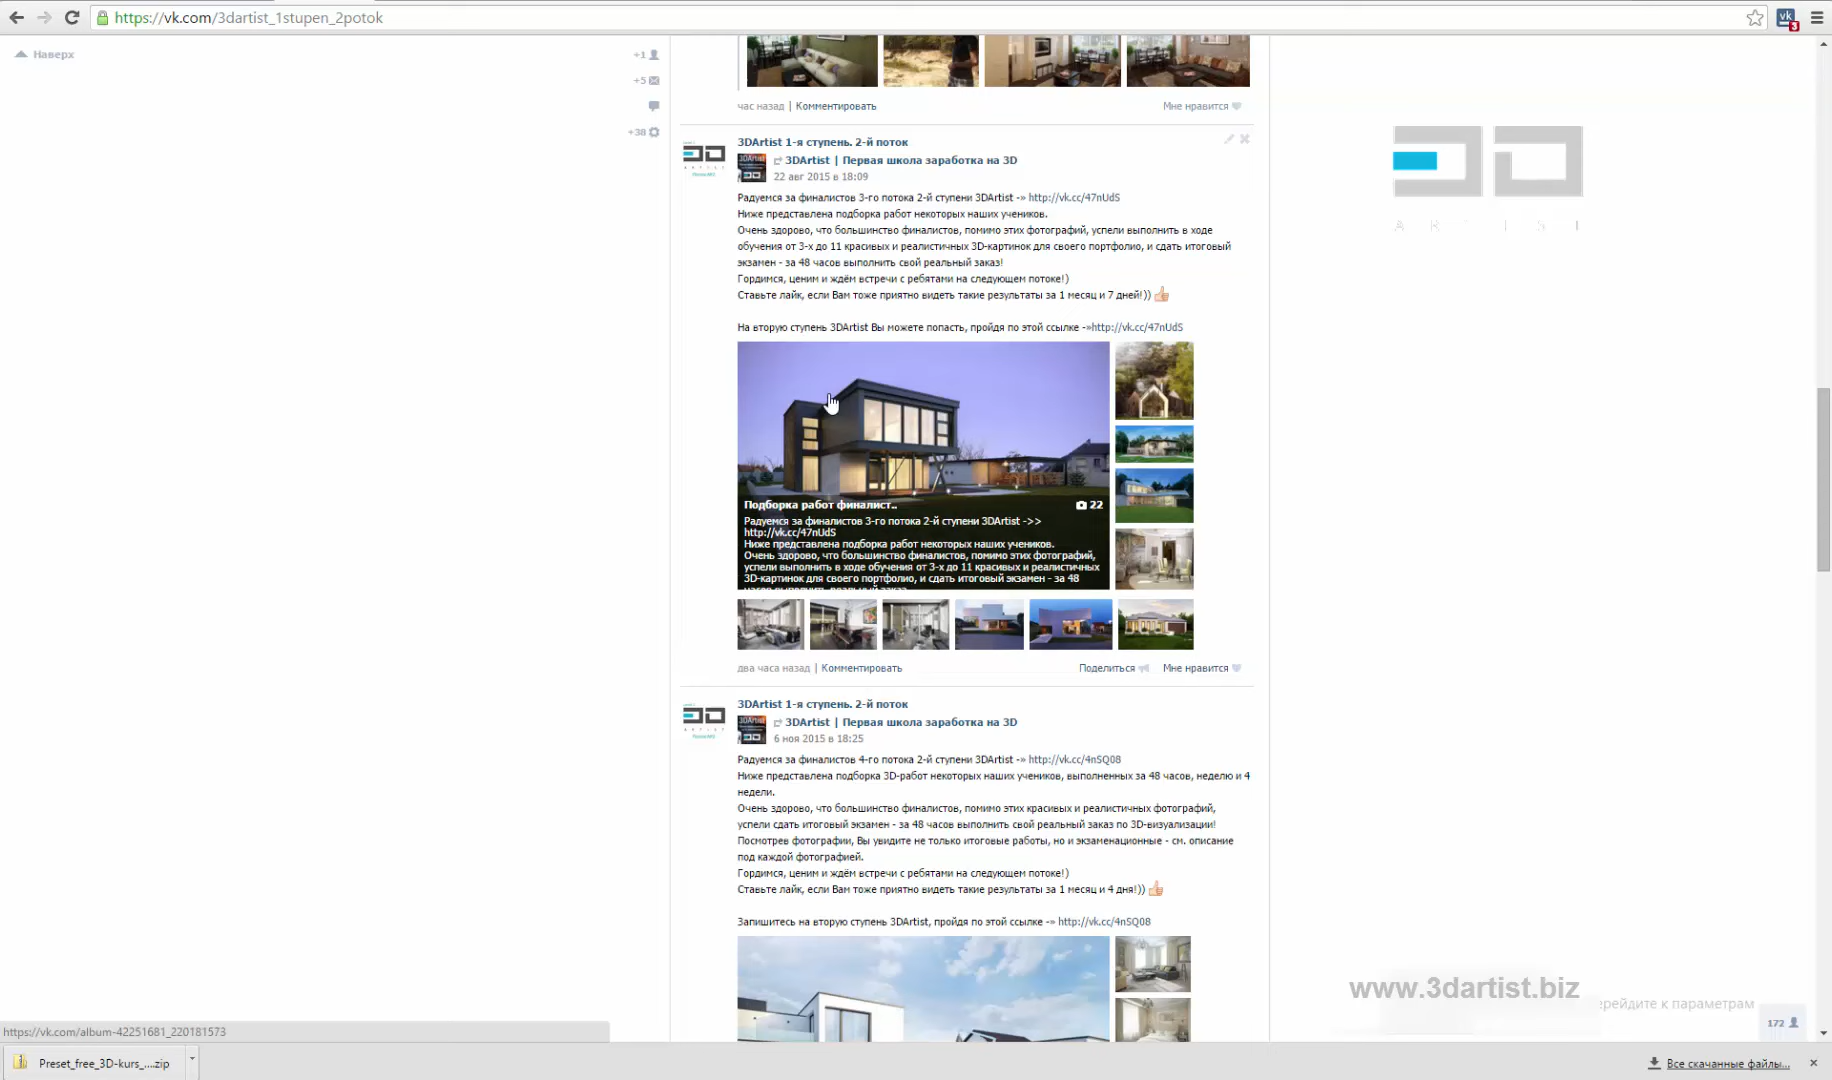 https://vk.com/3dartist_1stupen_2potok
Наверх
+1
+5
+38
час назад | Комментировать
Мне нравится
3DArtist 1-я ступень. 2-й поток
3DArtist | Первая школа заработка на 3D
22 авг 2015 в 18:09
Радуемся за финалистов 3-го потока 2-й ступени 3DArtist -» http://vk.cc/47nUdS
Ниже представлена подборка работ некоторых наших учеников.
Очень здорово, что большинство финалистов, помимо этих фотографий, успели выполнить в ходе
обучения от 3-х до 11 красивых и реалистичных 3D-картинок для своего портфолио, и сдать итоговый
экзамен - за 48 часов выполнить свой реальный заказ!
Гордимся, ценим и ждём встречи с ребятами на следующем потоке!)
Ставьте лайк, если Вам тоже приятно видеть такие результаты за 1 месяц и 7 дней!))
На вторую ступень 3DArtist Вы можете попасть, пройдя по этой ссылке -»http://vk.cc/47nUdS
Подборка работ финалист..
22
Радуемся за финалистов 3-го потока 2-й ступени 3DArtist ->>
http://vk.cc/47nUdS
Ниже представлена подборка работ некоторых наших учеников.
Очень здорово, что большинство финалистов, помимо этих фотографий,
успели выполнить в ходе обучения от 3-х до 11 красивых и реалистичных
3D-картинок для своего портфолио, и сдать итоговый экзамен - за 48
часов выполнить реальный заказ
два часа назад | Комментировать
Поделиться
Мне нравится
3DArtist 1-я ступень. 2-й поток
3DArtist | Первая школа заработка на 3D
6 ноя 2015 в 18:25
Радуемся за финалистов 4-го потока 2-й ступени 3DArtist -» http://vk.cc/4nSQ08
Ниже представлена подборка 3D-работ некоторых наших учеников, выполненных за 48 часов, неделю и 4
недели.
Очень здорово, что большинство финалистов, помимо этих красивых и реалистичных фотографий,
успели сдать итоговый экзамен - за 48 часов выполнить свой реальный заказ по 3D-визуализации!
Посмотрев фотографии, Вы увидите не только итоговые работы, но и экзаменационные - см. описание
под каждой фотографией.
Гордимся, ценим и ждём встречи с ребятами на следующем потоке!)
Ставьте лайк, если Вам тоже приятно видеть такие результаты за 1 месяц и 4 дня!))
Запишитесь на вторую ступень 3DArtist, пройдя по этой ссылке -» http://vk.cc/4nSQ08
www.3dartist.biz
ерейдите к параметрам
172
https://vk.com/album-42251681_220181573
Preset_free_3D-kurs_....zip
Все скачанные файлы...